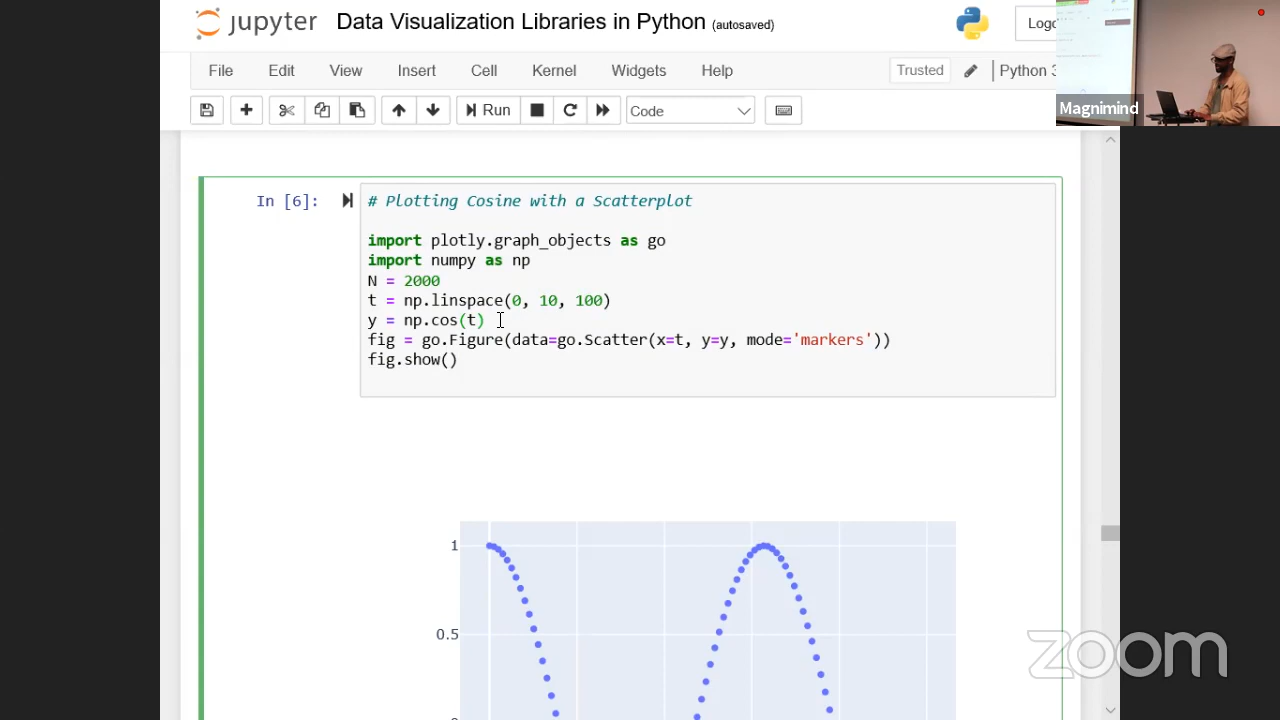 jupyter Data Visualization Libraries in Python (autosaved)
File Edit View Insert Cell Kernel Widgets Help Trusted Python 3
Run Code
Magnimind
In [6]:
# Plotting Cosine with a Scatterplot
import plotly.graph_objects as go
import numpy as np
N = 2000
t = np.linspace(0, 10, 100)
y = np.cos(t)
fig = go.Figure(data=go.Scatter(x=t, y=y, mode='markers'))
fig.show()
1
0.5
zoom